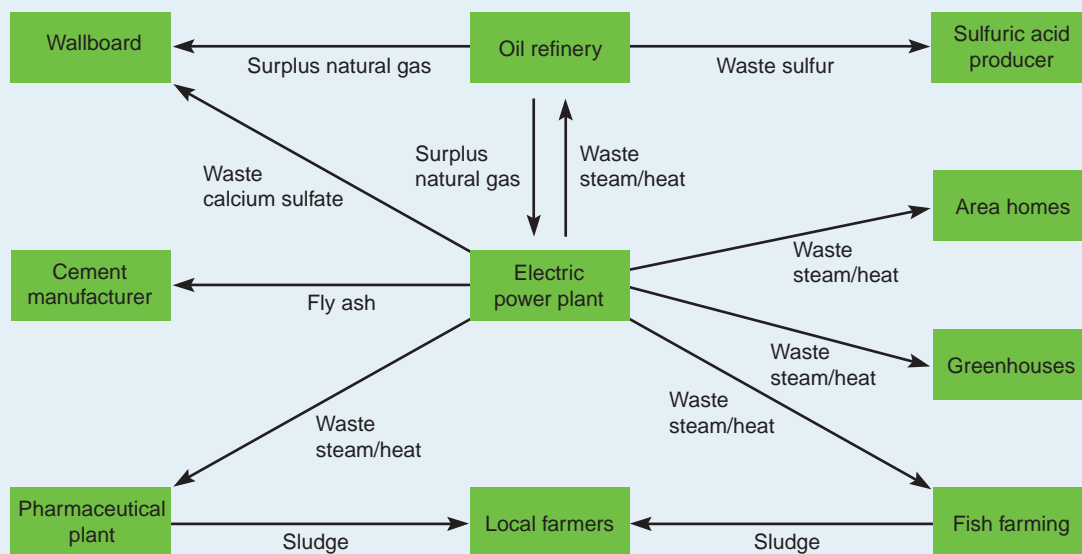 Wallboard
Surplus natural gas
Oil refinery
Waste sulfur
Sulfuric acid
producer
Surplus
natural gas
Waste
steam/heat
Waste
calcium sulfate
Area homes
Waste
steam/heat
Cement
manufacturer
Fly ash
Electric
power plant
Greenhouses
Waste
steam/heat
Waste
steam/heat
Waste
steam/heat
Pharmaceutical
plant
Sludge
Local farmers
Sludge
Fish farming